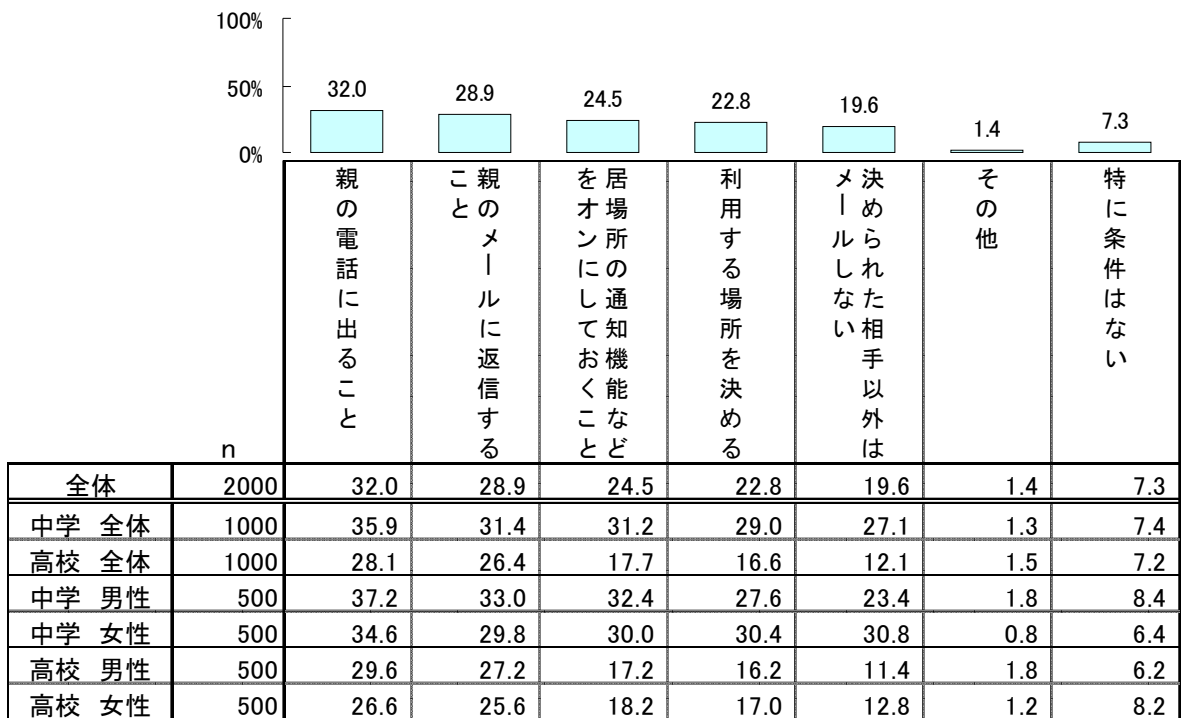 100%
50%
0%
32.0 28.9 24.5 22.8 19.6 1.4 7.3
親の電話に出ること
親のメールに返信する
こと
居場所の通知機能など
をオンにしておくこと
利用する場所を決める
決められた相手以外は
メールしない
その他
特に条件はない
n
全体 2000 32.0 28.9 24.5 22.8 19.6 1.4 7.3
中学 全体 1000 35.9 31.4 31.2 29.0 27.1 1.3 7.4
高校 全体 1000 28.1 26.4 17.7 16.6 12.1 1.5 7.2
中学 男性 500 37.2 33.0 32.4 27.6 23.4 1.8 8.4
中学 女性 500 34.6 29.8 30.0 30.4 30.8 0.8 6.4
高校 男性 500 29.6 27.2 17.2 16.2 11.4 1.8 6.2
高校 女性 500 26.6 25.6 18.2 17.0 12.8 1.2 8.2